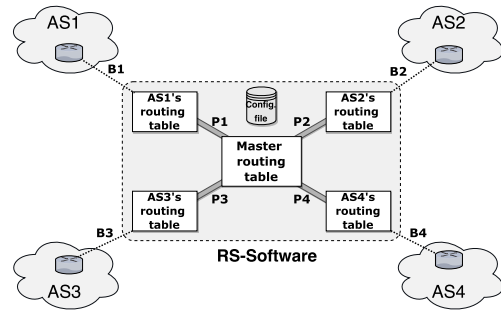 AS1
AS2
B1
B2
AS1's
routing
table
Config.
file
AS2's
routing
table
P1
P2
Master
routing
table
AS3's
routing
table
P3
P4
AS4's
routing
table
B3
B4
RS-Software
AS3
AS4